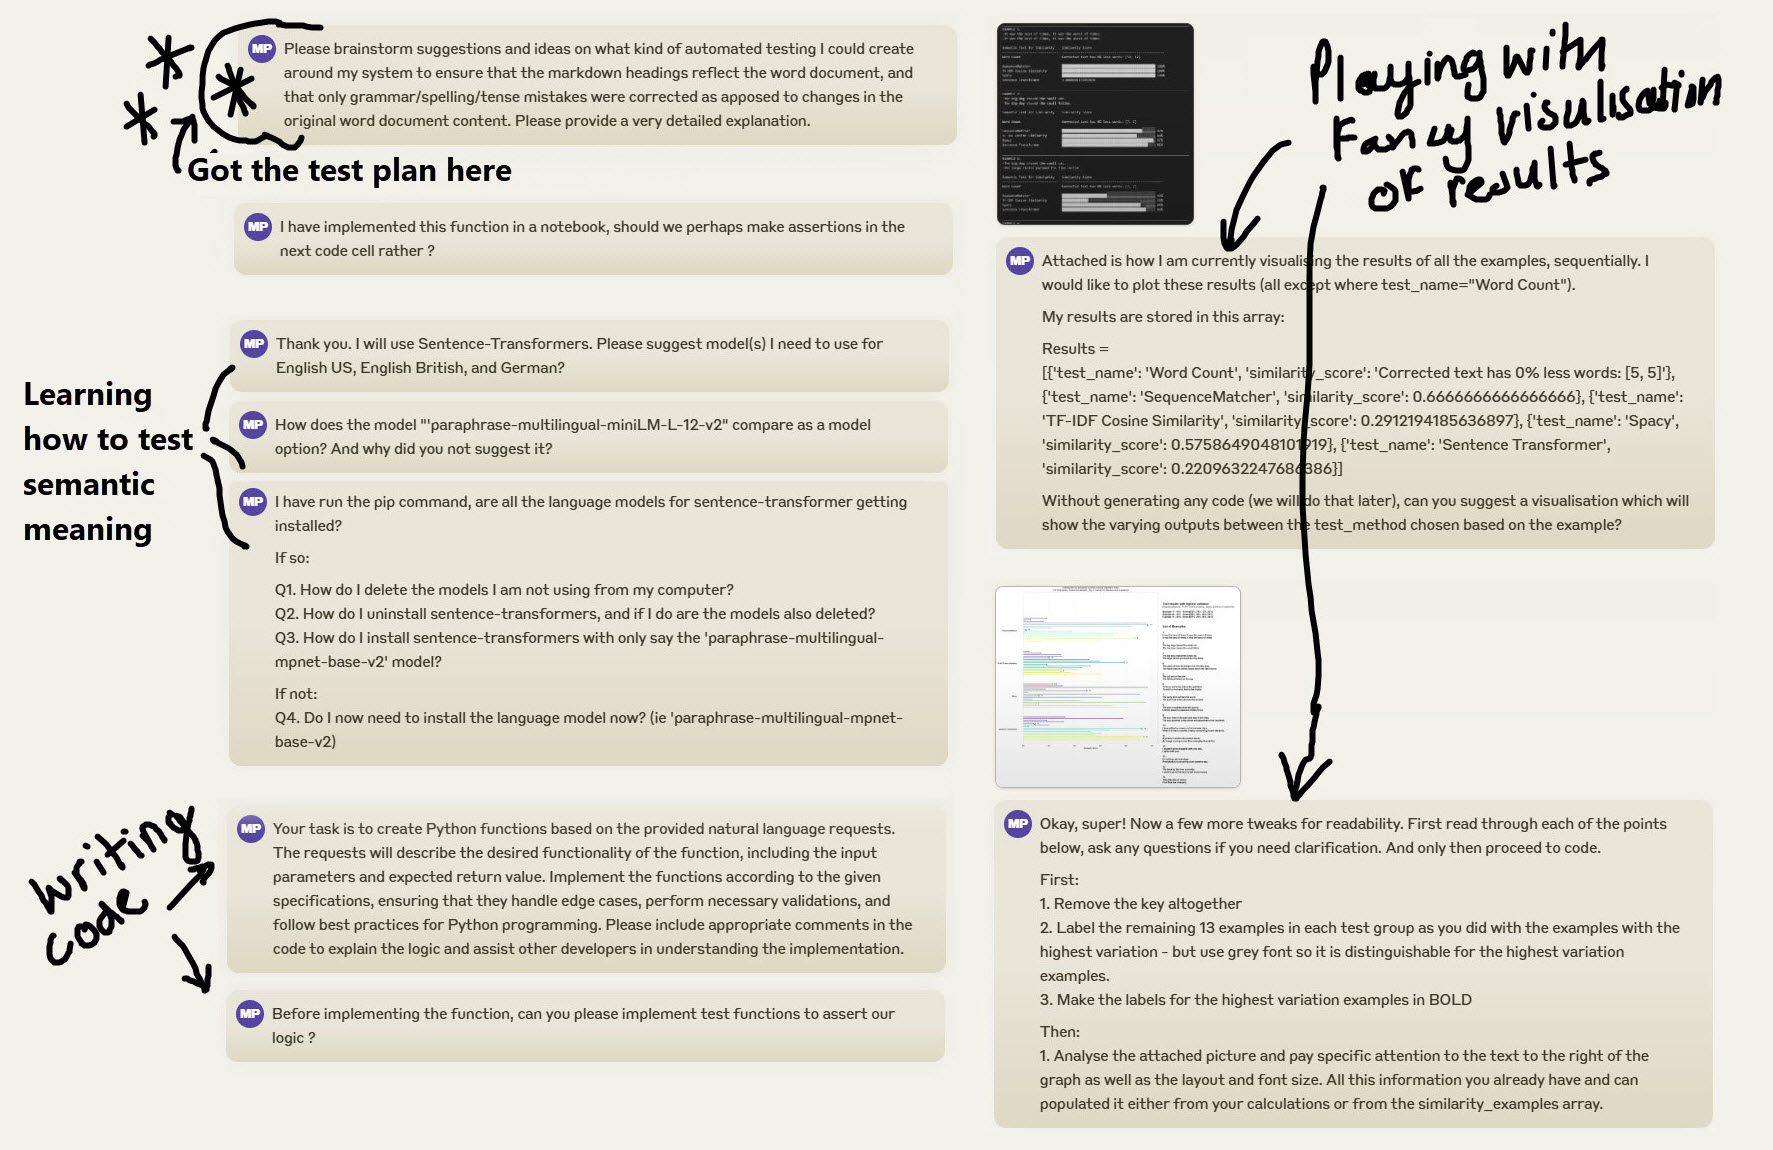 MP
Please brainstorm suggestions and ideas on what kind of automated testing I could create
around my system to ensure that the markdown headings reflect the word document, and
that only grammar/spelling/tense mistakes were corrected as apposed to changes in the
original word document content. Please provide a very detailed explanation.
Got the test plan here
MP
I have implemented this function in a notebook, should we perhaps make assertions in the
next code cell rather ?
Learning
how to test
semantic
meaning
MP
Thank you. I will use Sentence-Transformers. Please suggest model(s) I need to use for
English US, English British, and German?
MP
How does the model "'paraphrase-multilingual-miniLM-L-12-v2" compare as a model
option? And why did you not suggest it?
MP
I have run the pip command, are all the language models for sentence-transformer getting
installed?
If so:
Q1. How do I delete the models I am not using from my computer?
Q2. How do I uninstall sentence-transformers, and if I do are the models also deleted?
Q3. How do I install sentence-transformers with only say the 'paraphrase-multilingual-
mpnet-base-v2' model?
If not:
Q4. Do I now need to install the language model now? (ie 'paraphrase-multilingual-mpnet-
base-v2)
Writing
code
MP
Your task is to create Python functions based on the provided natural language requests.
The requests will describe the desired functionality of the function, including the input
parameters and expected return value. Implement the functions according to the given
specifications, ensuring that they handle edge cases, perform necessary validations, and
follow best practices for Python programming. Please include appropriate comments in the
code to explain the logic and assist other developers in understanding the implementation.
MP
Before implementing the function, can you please implement test functions to assert our
logic ?
Playing with
Fancy visulisation
of results
MP
Attached is how I am currently visualising the results of all the examples, sequentially. I
would like to plot these results (all except where test_name="Word Count").
My results are stored in this array:
Results =
[{'test_name': 'Word Count', 'similarity_score': 'Corrected text has 0% less words: [5, 5]'},
{'test_name': 'SequenceMatcher', 'similarity_score': 0.6666666666666666}, {'test_name':
'TF-IDF Cosine Similarity', 'similarity_score': 0.2912194185636897}, {'test_name': 'Spacy',
'similarity_score': 0.5758649048101919}, {'test_name': 'Sentence Transformer',
'similarity_score': 0.2209632247686386}]
Without generating any code (we will do that later), can you suggest a visualisation which will
show the varying outputs between the test_method chosen based on the example?
MP
Okay, super! Now a few more tweaks for readability. First read through each of the points
below, ask any questions if you need clarification. And only then proceed to code.
First:
1. Remove the key altogether
2. Label the remaining 13 examples in each test group as you did with the examples with the
highest variation - but use grey font so it is distinguishable for the highest variation
examples.
3. Make the labels for the highest variation examples in BOLD
Then:
1. Analyse the attached picture and pay specific attention to the text to the right of the
graph as well as the layout and font size. All this information you already have and can
populated it either from your calculations or from the similarity_examples array.